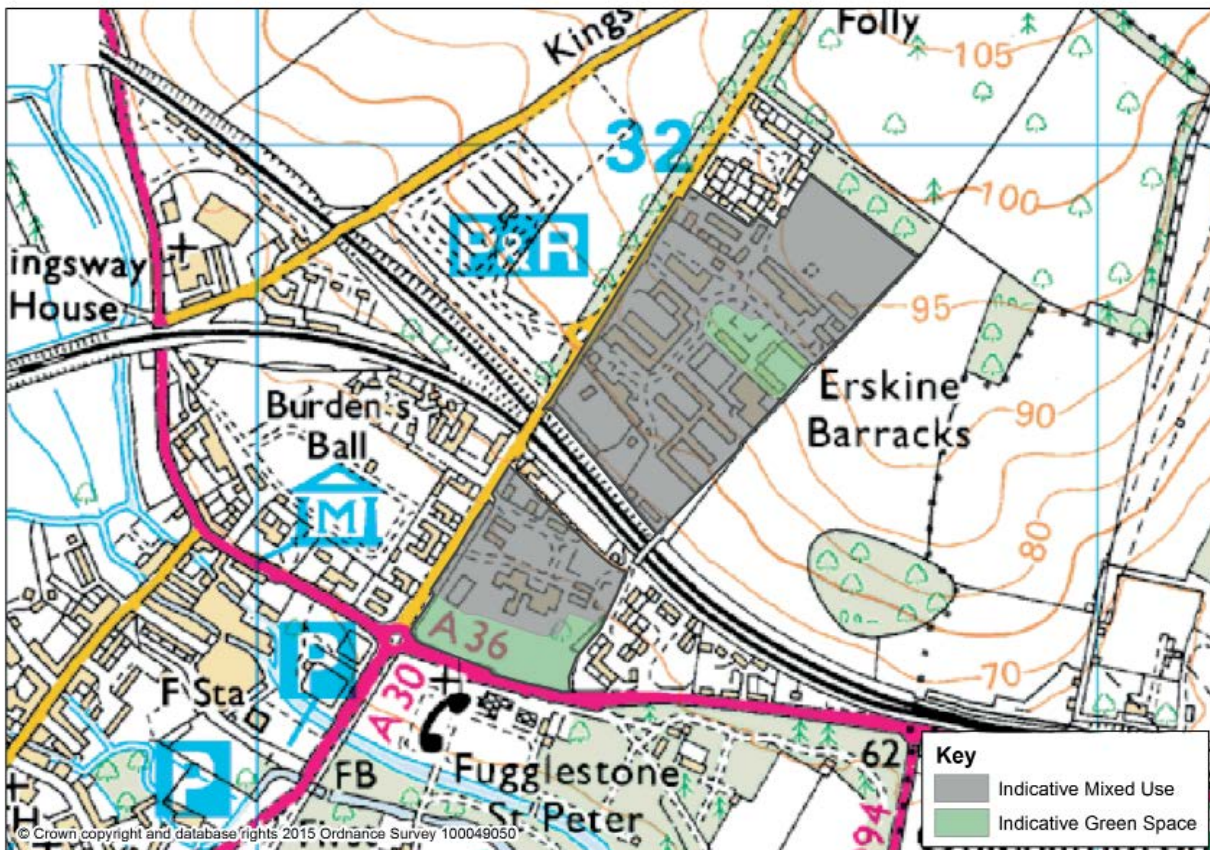 Folly
Kings
105
32
100
P&R
ingsway
House
95
Erskine
Barracks
90
Burden's
Ball
M
80
A 36
70
P
F Sta
A 30
62
P
FB
Fugglestone
St Peter
H
Key
Indicative Mixed Use
Indicative Green Space
© Crown copyright and database rights 2015 Ordnance Survey 100049050